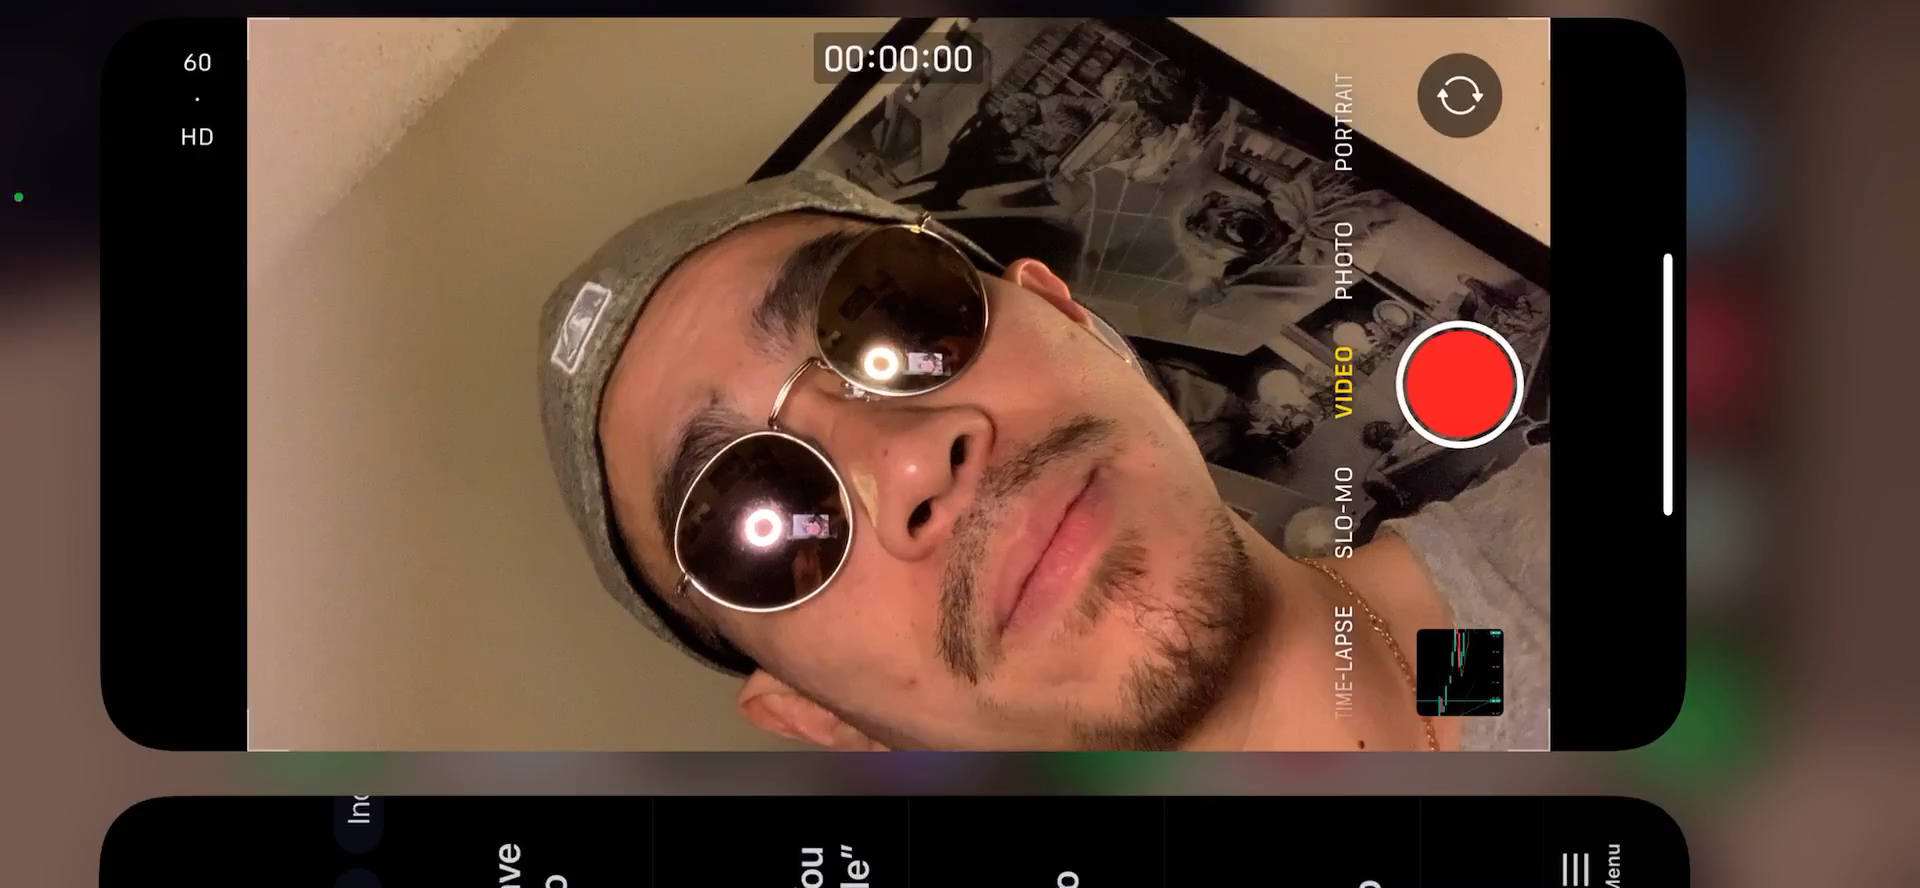 60
·
HD
00:00:00
PORTRAIT
PHOTO
VIDEO
SLO-MO
TIME-LAPSE
Menu